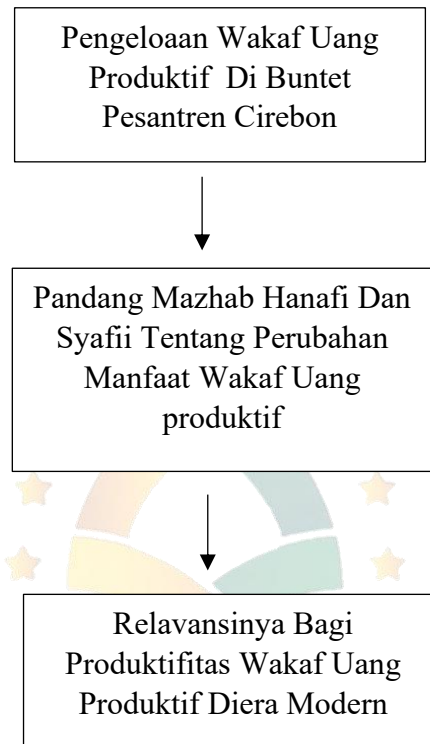 Pengeloaan Wakaf Uang
Produktif Di Buntet
Pesantren Cirebon
Pandang Mazhab Hanafi Dan
Syafii Tentang Perubahan
Manfaat Wakaf Uang
produktif
Relavansinya Bagi
Produktifitas Wakaf Uang
Produktif Diera Modern